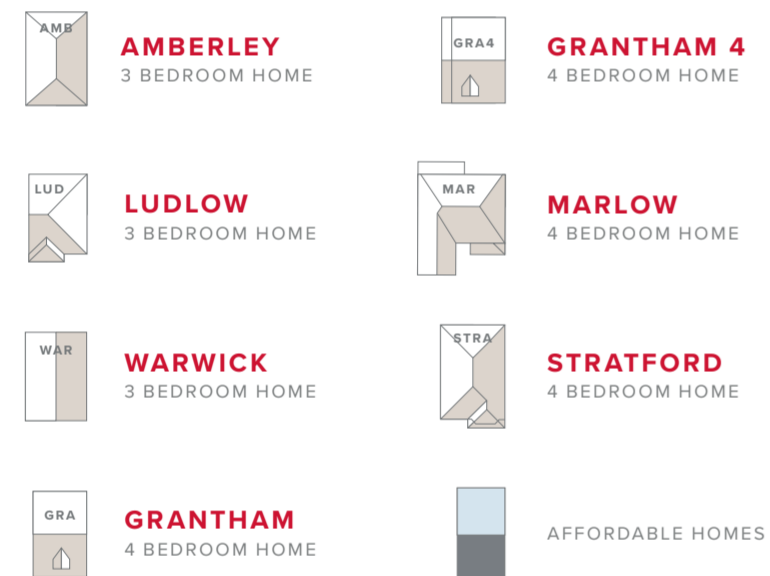 AMB
AMBERLEY
3 BEDROOM HOME
GRA4
GRANTHAM 4
4 BEDROOM HOME
LUD
LUDLOW
3 BEDROOM HOME
MAR
MARLOW
4 BEDROOM HOME
WAR
WARWICK
3 BEDROOM HOME
STRA
STRATFORD
4 BEDROOM HOME
GRA
GRANTHAM
4 BEDROOM HOME
AFFORDABLE HOMES